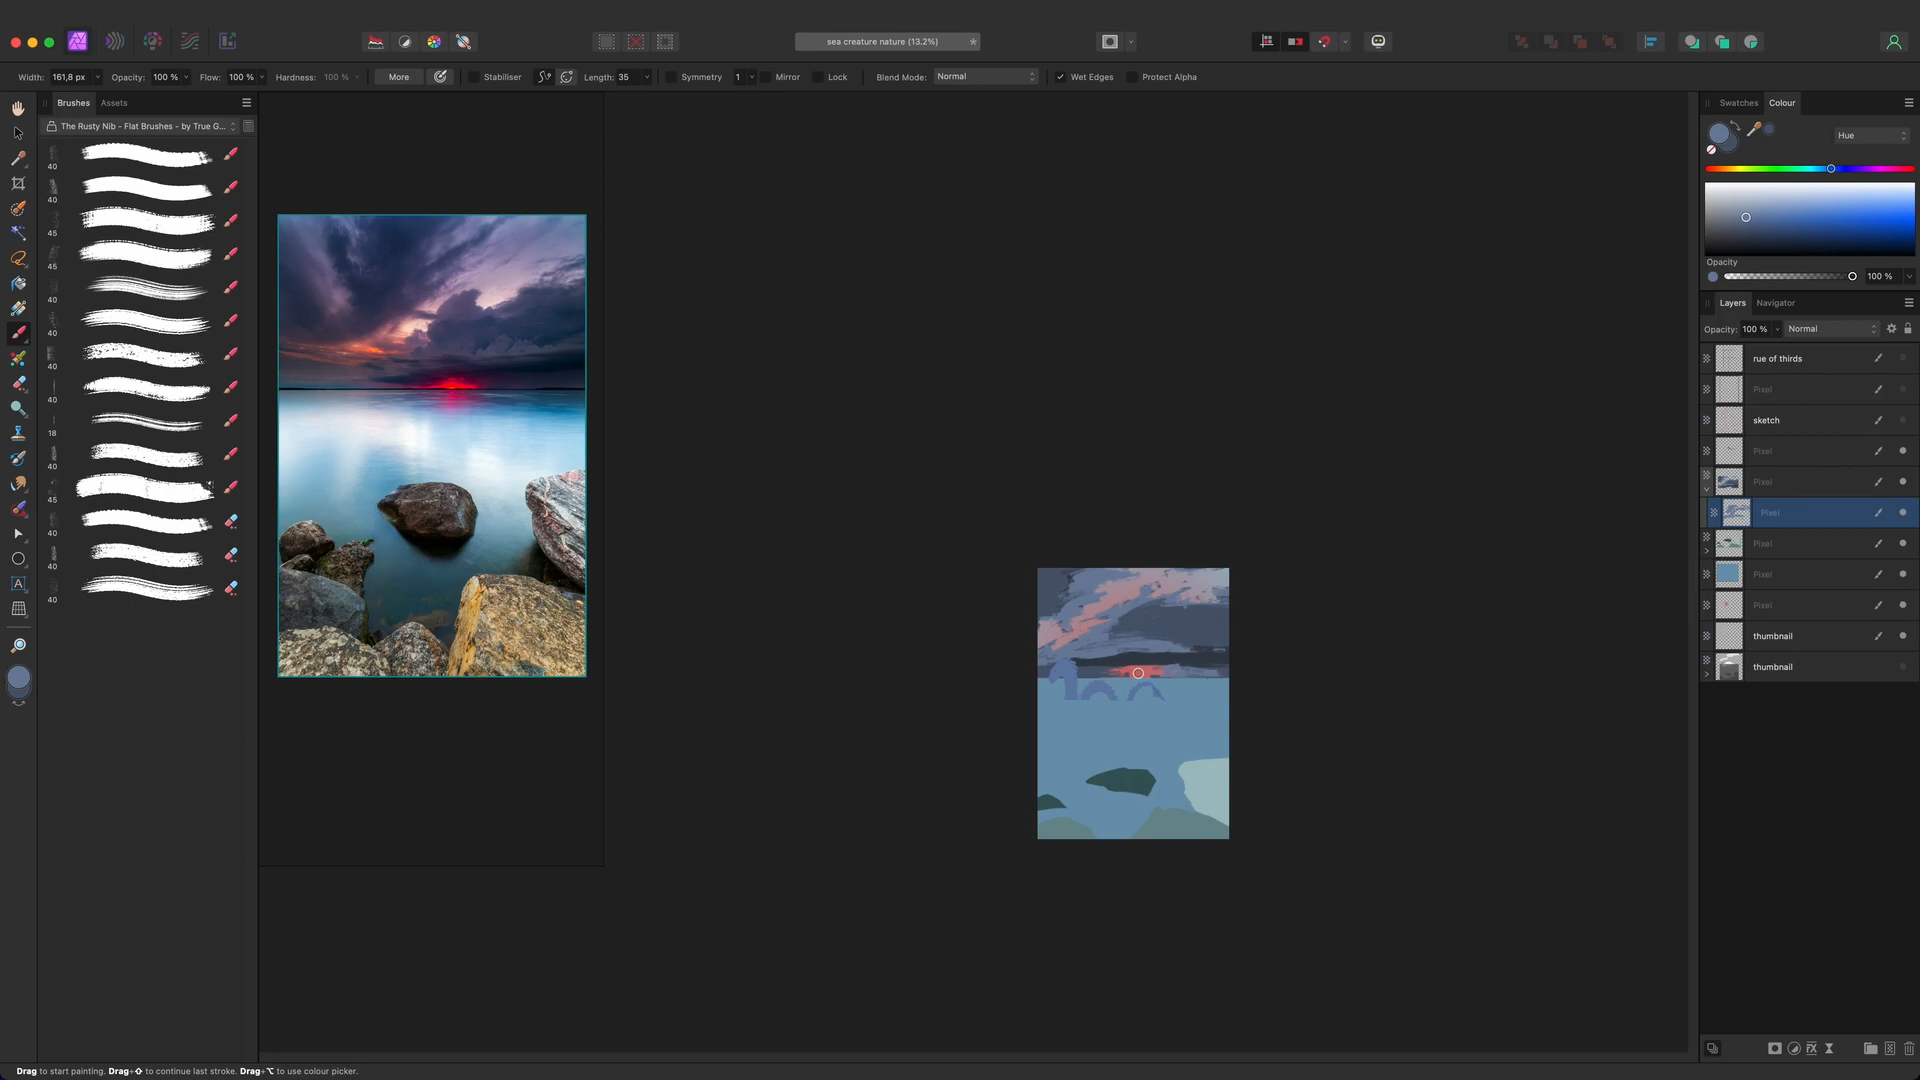 sea creature nature (13.2%)
*
Width: 161,8 px Opacity: 100 % Flow: 100 % Hardness: 100 % More Stabiliser Length: 35 Symmetry 1 Mirror Lock Blend Mode: Normal Wet Edges Protect Alpha
Brushes Assets
The Rusty Nib - Flat Brushes - by True G...
40
40
45
45
40
40
40
40
18
40
45
40
40
40
Swatches Colour
Hue
Opacity
100 %
Layers Navigator
Opacity: 100 % Normal
rue of thirds
Pixel
sketch
Pixel
Pixel
Pixel
Pixel
Pixel
Pixel
thumbnail
thumbnail
Drag to start painting. Drag+⇧ to continue last stroke. Drag+⌥ to use colour picker.